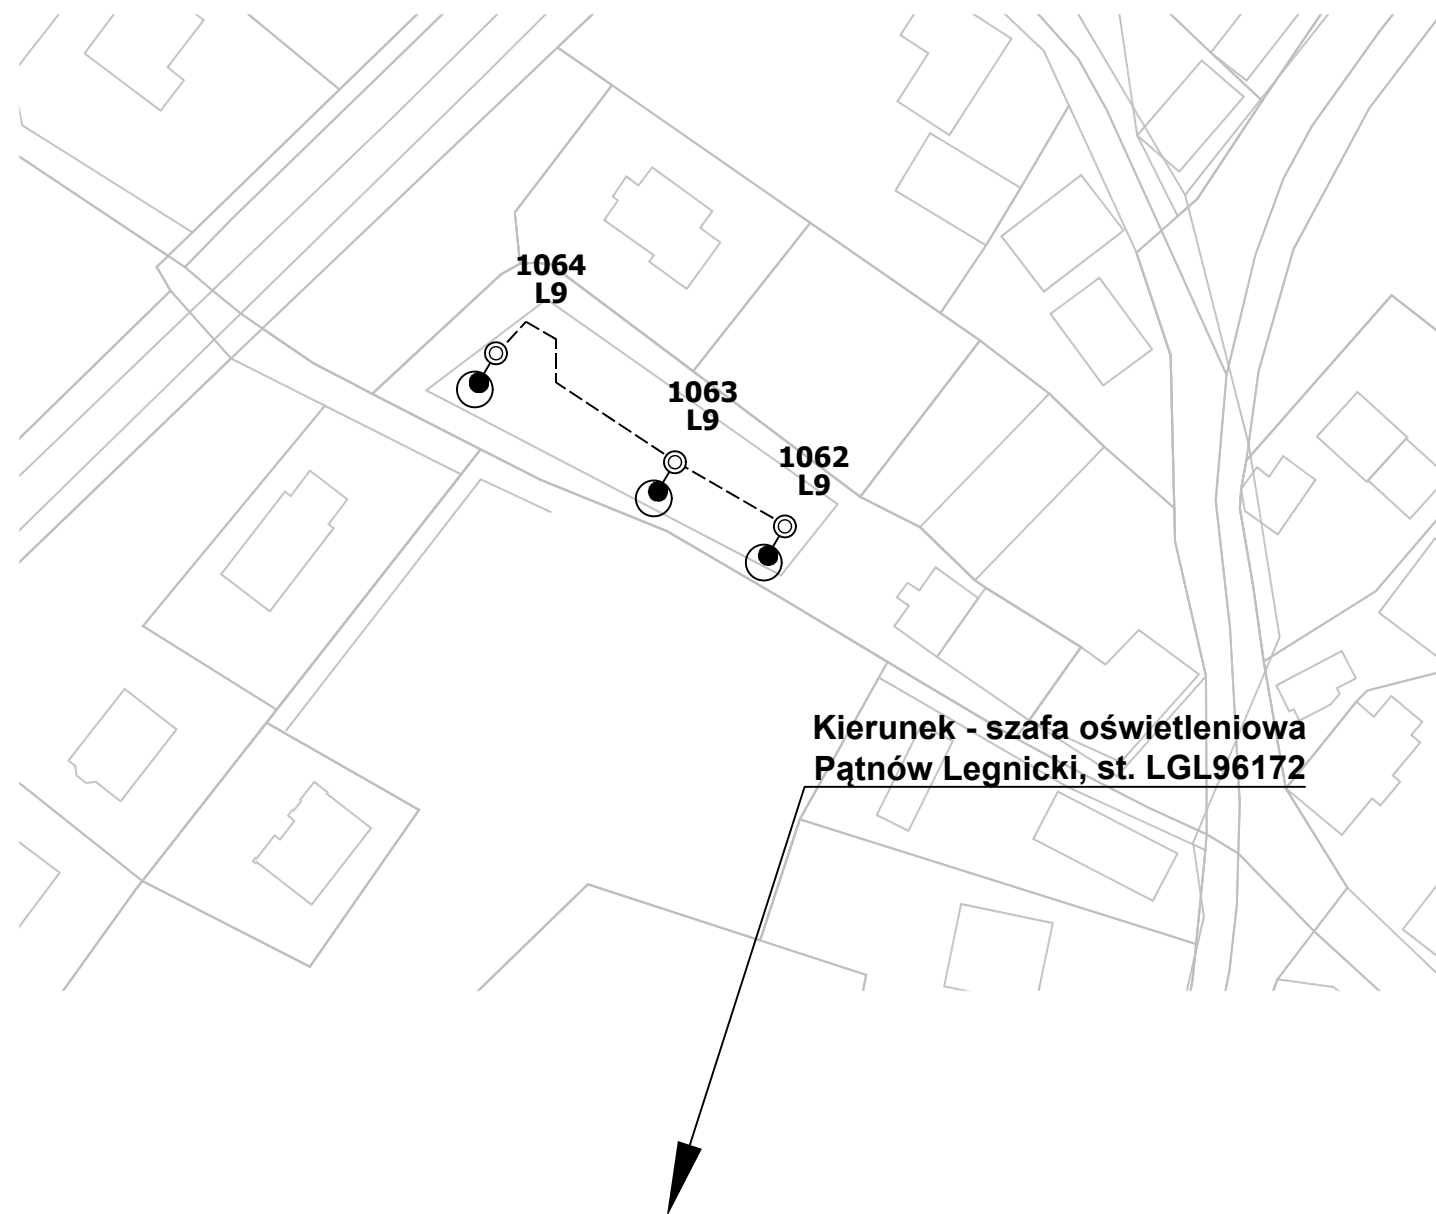 1064
L9
1063
L9
1062
L9
Kierunek - szafa oświetleniowa
Pątnów Legnicki, st. LGL96172